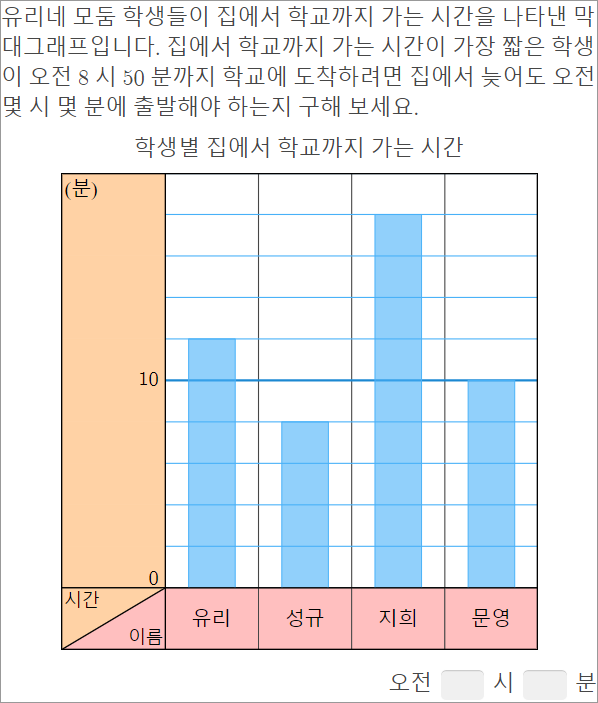 유리네 모둠 학생들이 집에서 학교까지 가는 시간을 나타낸 막
대그래프입니다. 집에서 학교까지 가는 시간이 가장 짧은 학생
이 오전 8 시 50 분까지 학교에 도착하려면 집에서 늦어도 오전
몇 시 몇 분에 출발해야 하는지 구해 보세요.
학생별 집에서 학교까지 가는 시간
(분)
10
0
시간
이름
유리 성규 지희 문영
오전 시 분